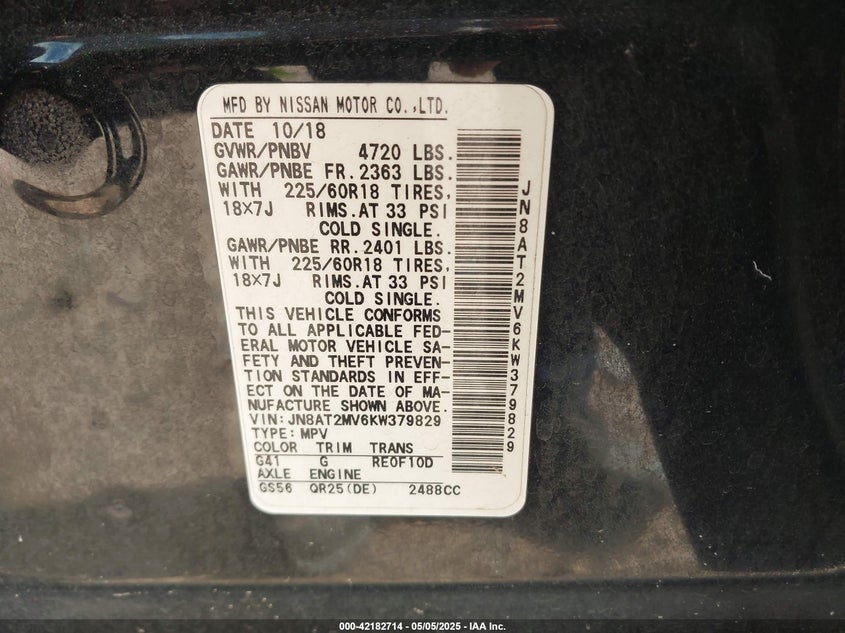 MFD BY NISSAN MOTOR CO.,LTD.
DATE 10/18
GVWR/PNBV 4720 LBS.
GAWR/PNBE FR. 2363 LBS.
WITH 225/60R18 TIRES,
18×7J RIMS.AT 33 PSI
COLD SINGLE.
GAWR/PNBE RR. 2401 LBS.
WITH 225/60R18 TIRES,
18×7J RIMS.AT 33 PSI
COLD SINGLE.
THIS VEHICLE CONFORMS
TO ALL APPLICABLE FED-
ERAL MOTOR VEHICLE SA-
FETY AND THEFT PREVEN-
TION STANDARDS IN EFF-
ECT ON THE DATE OF MA-
NUFACTURE SHOWN ABOVE.
VIN:JN8AT2MV6KW379829
TYPE:MPV
COLOR TRIM TRANS
G41 G RE0F10D
AXLE ENGINE
GS56 QR25(DE) 2488CC
JN8AT2MV6KW379829
000-42182714 - 05/05/2025 - IAA Inc.